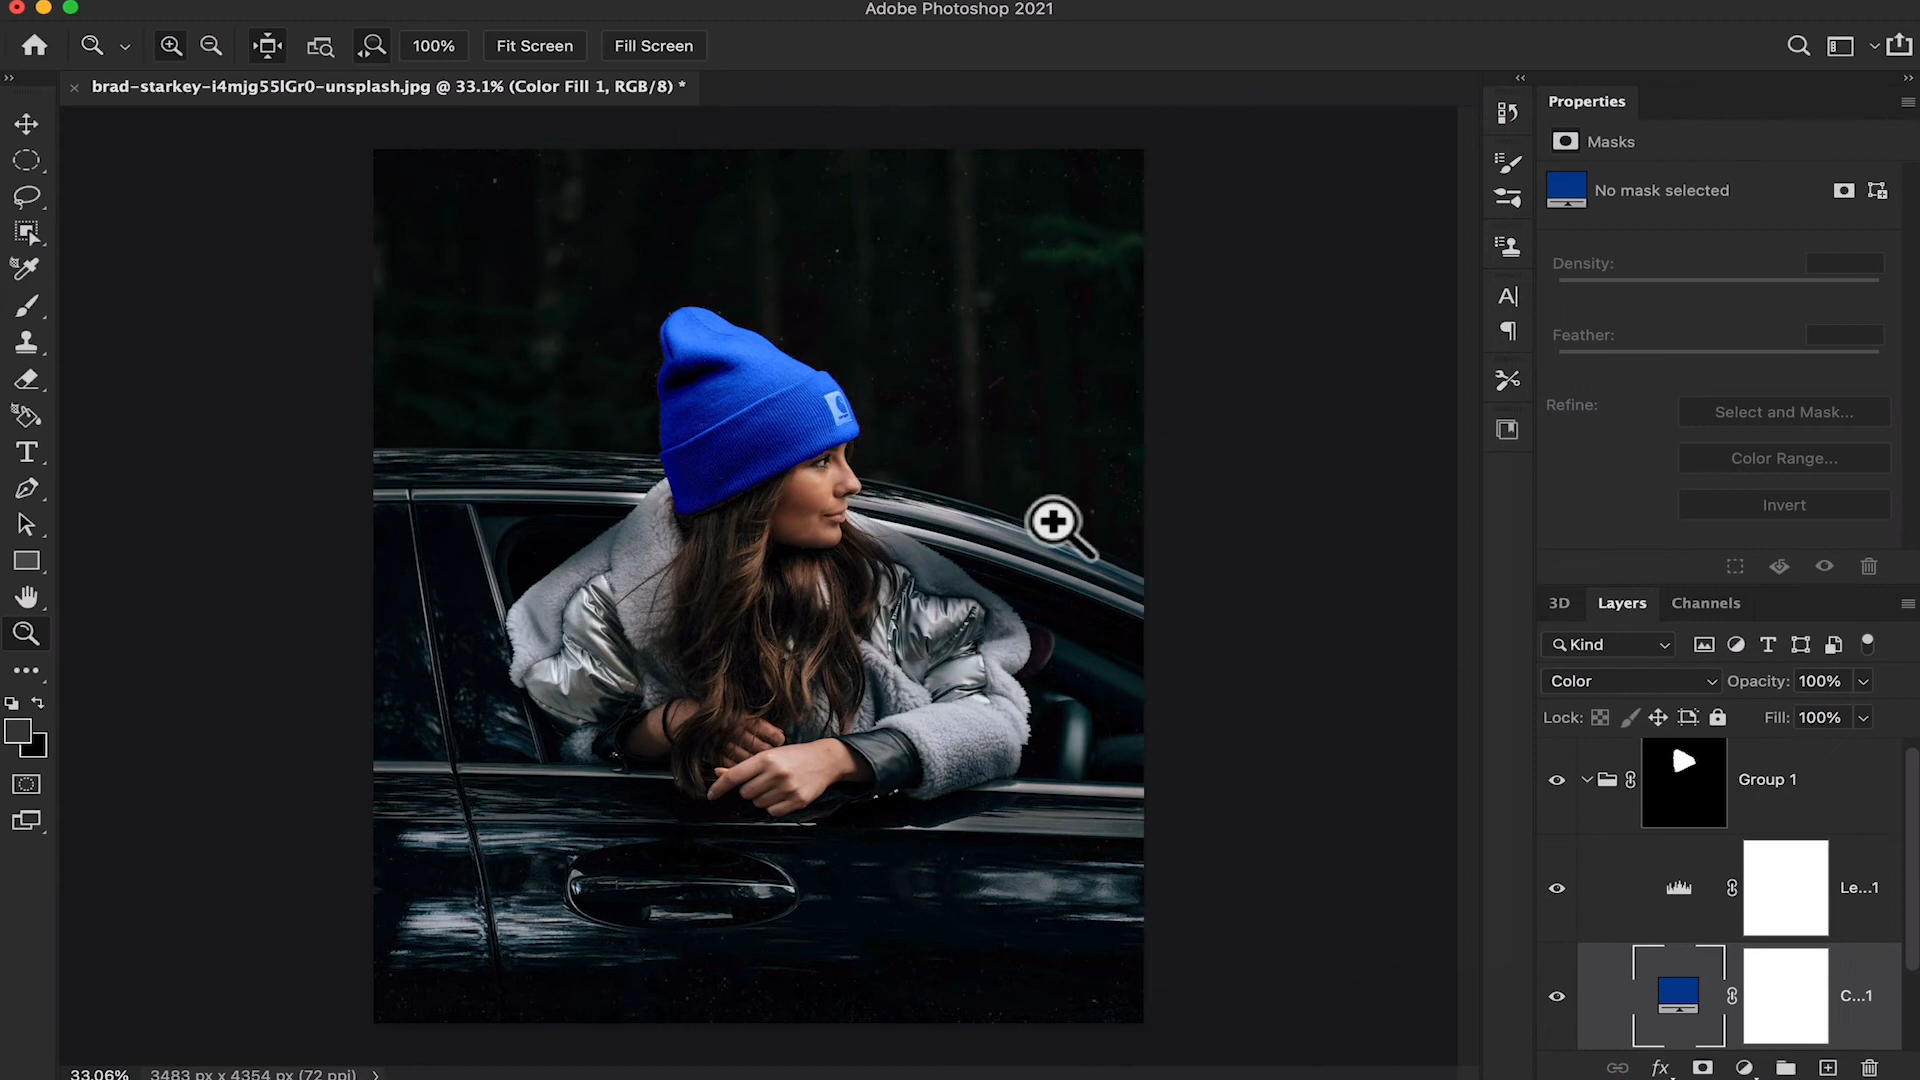 Adobe Photoshop 2021
100%
Fit Screen
Fill Screen
brad-starkey-i4mjg55lGr0-unsplash.jpg @ 33.1% (Color Fill 1, RGB/8) *
Properties
Masks
No mask selected
Density:
Feather:
Refine:
Select and Mask...
Color Range...
Invert
3D
Layers
Channels
Kind
Color
Opacity: 100%
Lock:
Fill: 100%
Group 1
Le...1
C...1
33.06%
3483 px x 4354 px (72 ppi)